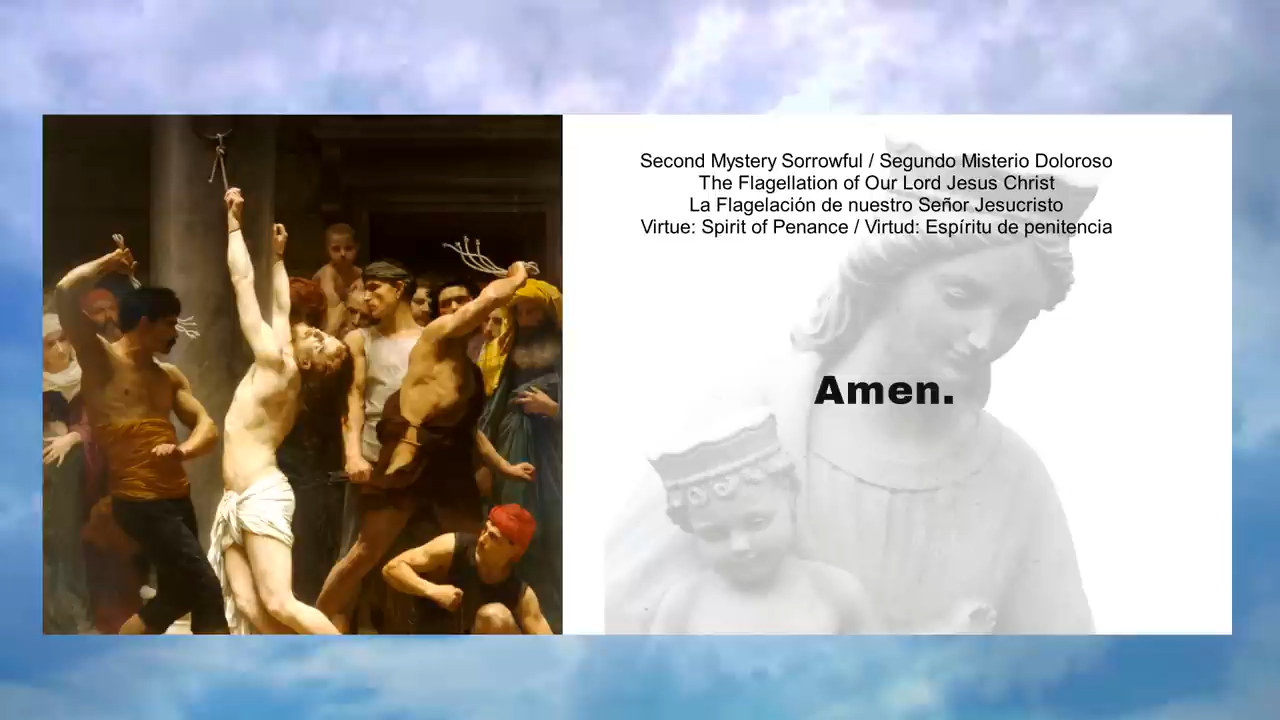 Second Mystery Sorrowful / Segundo Misterio Doloroso
The Flagellation of Our Lord Jesus Christ
La Flagelación de nuestro Señor Jesucristo
Virtue: Spirit of Penance / Virtud: Espíritu de penitencia
Amen.